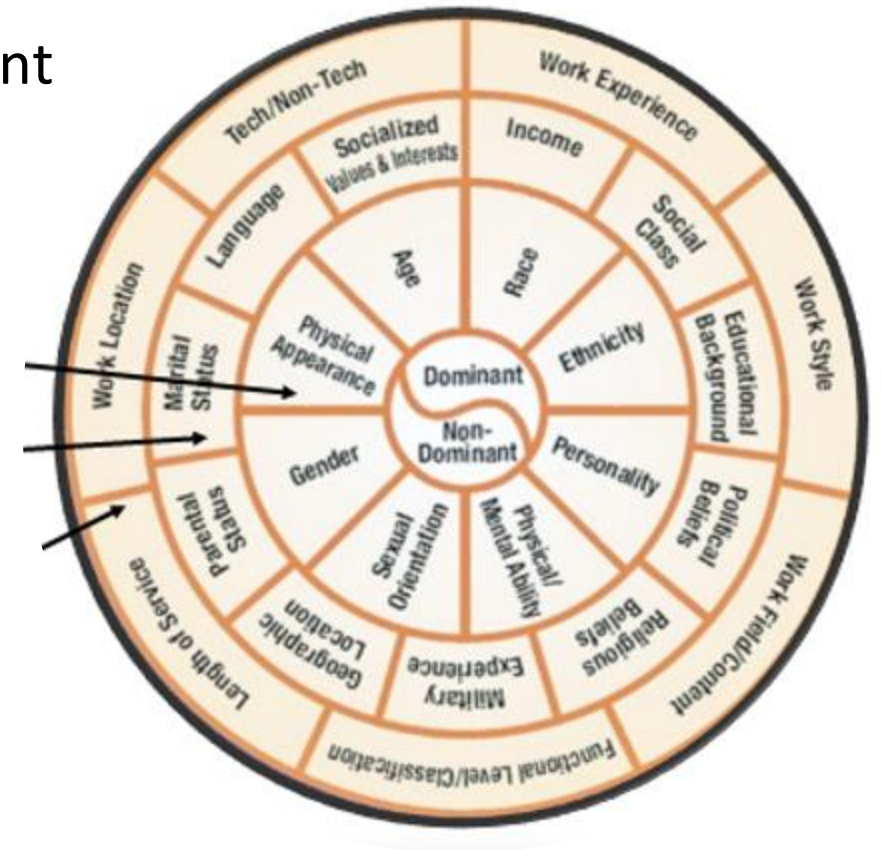 nt
Tech/Non-Tech
Work Experience
Work Style
Work Field/Content
Functional Level/Classification
Length of Service
Work Location
Socialized
Values & Interests
Income
Social
Class
Educational
Background
Political
Beliefs
Religious
Beliefs
Military
Experience
Geographic
Location
Parental
Status
Marital
Status
Language
Age
Race
Ethnicity
Personality
Physical/
Mental Ability
Sexual
Orientation
Gender
Physical
Appearance
Dominant
Non-
Dominant